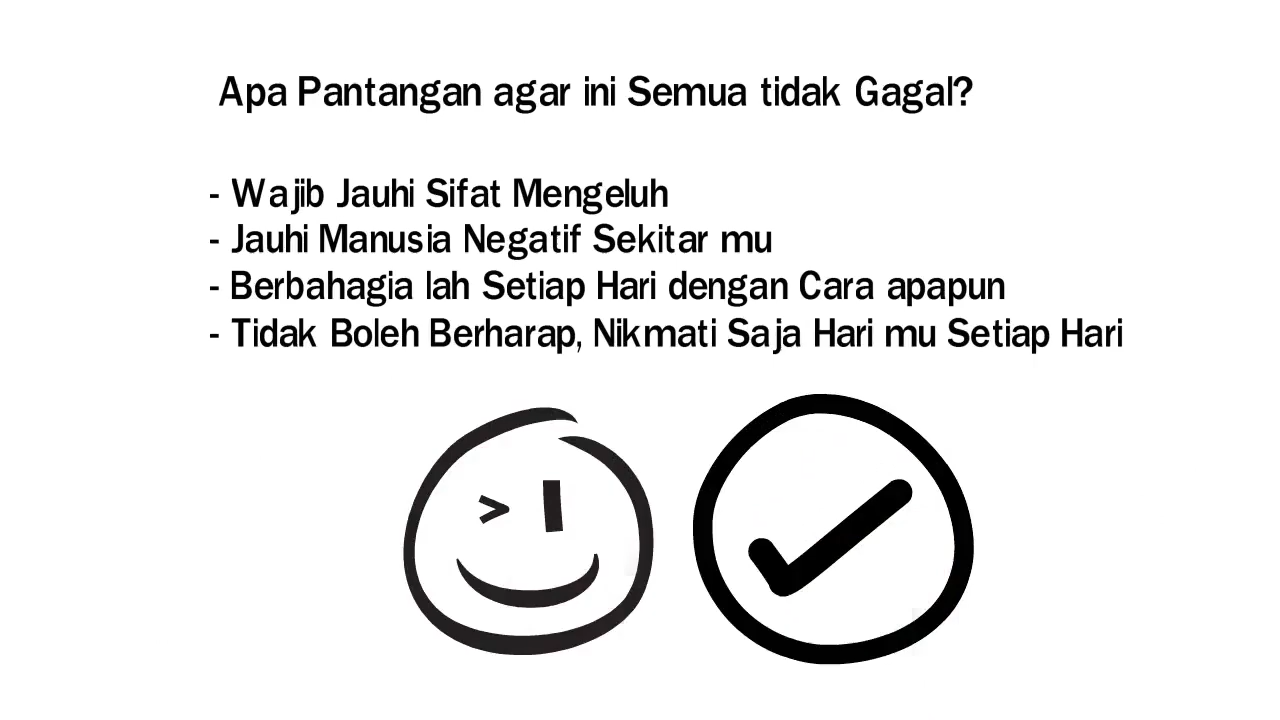 Apa Pantangan agar ini Semua tidak Gagal?
- Wajib Jauhi Sifat Mengeluh
- Jauhi Manusia Negatif Sekitar mu
- Berbahagia lah Setiap Hari dengan Cara apapun
- Tidak Boleh Berharap, Nikmati Saja Hari mu Setiap Hari